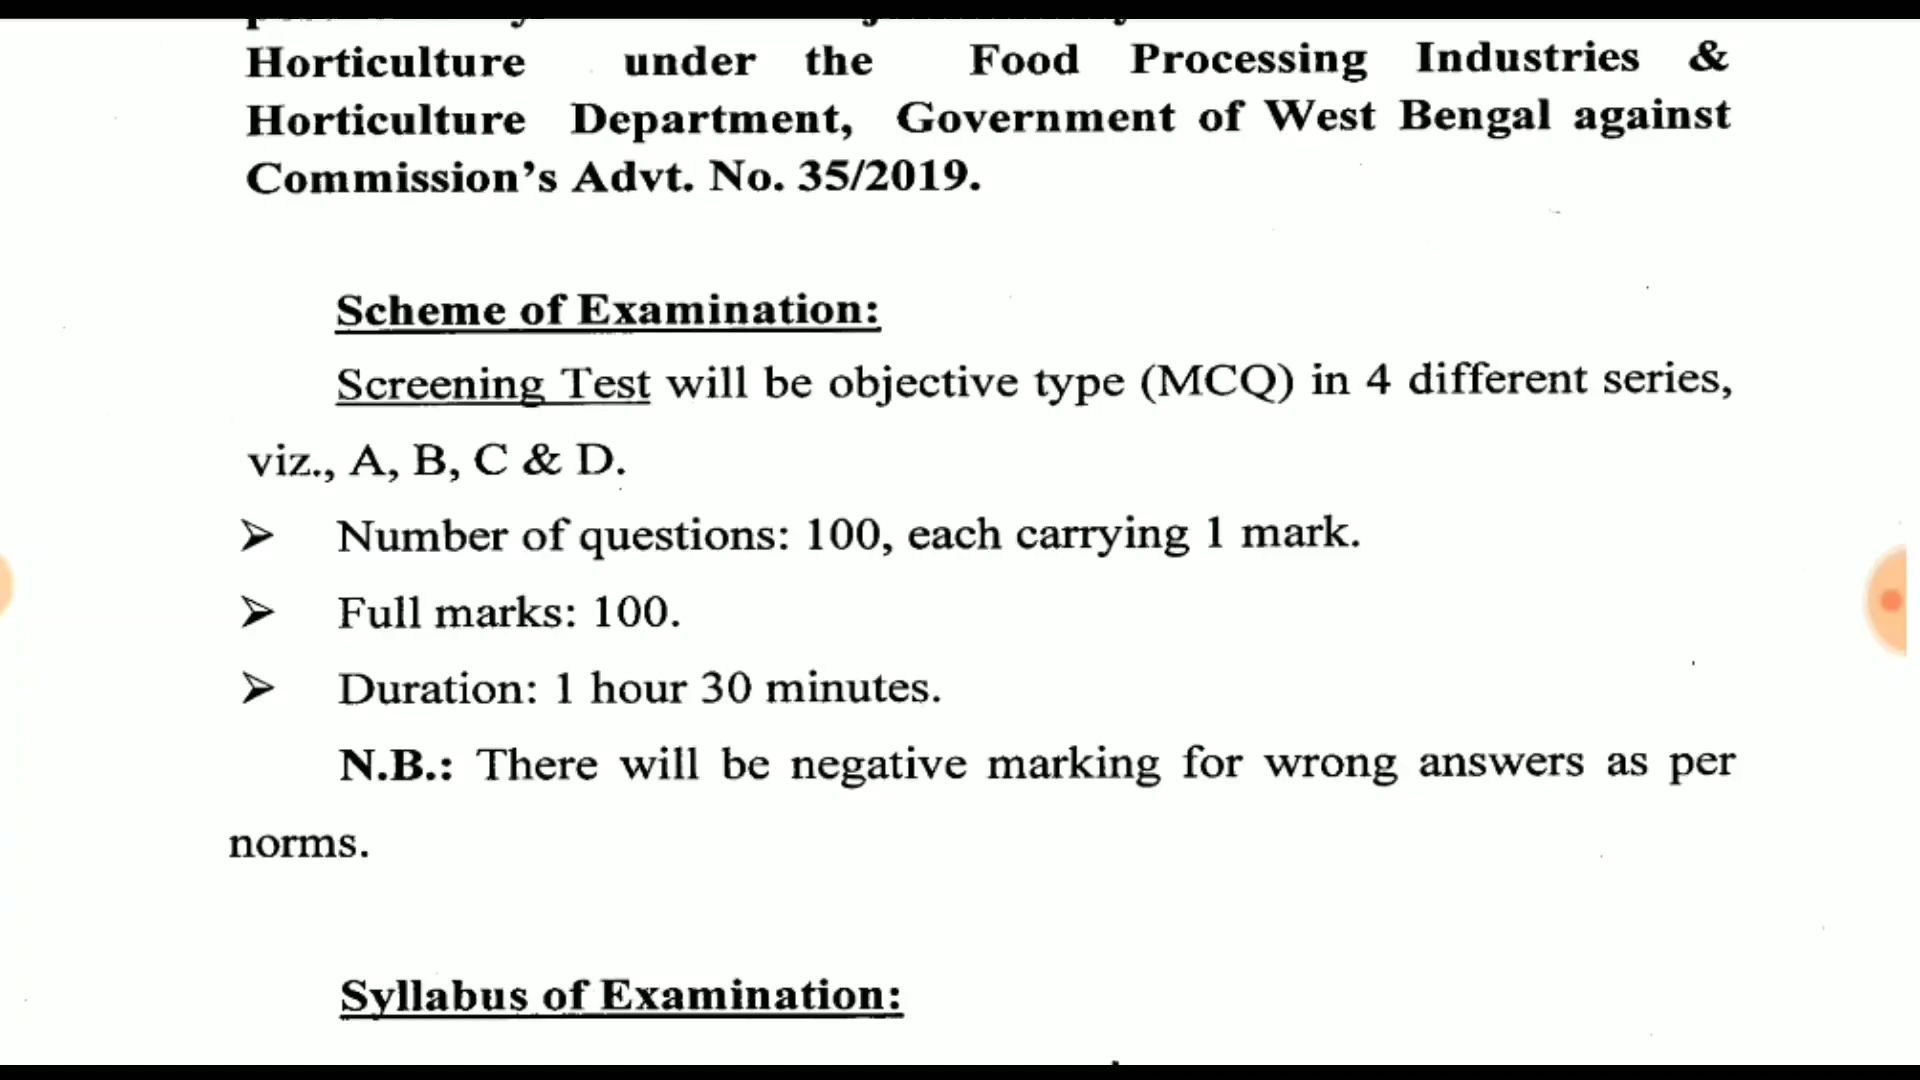 Horticulture under the Food Processing Industries &
Horticulture Department, Government of West Bengal against
Commission’s Advt. No. 35/2019.
Scheme of Examination:
Screening Test will be objective type (MCQ) in 4 different series,
viz., A, B, C & D.
➢ Number of questions: 100, each carrying 1 mark.
➢ Full marks: 100.
➢ Duration: 1 hour 30 minutes.
N.B.: There will be negative marking for wrong answers as per
norms.
Syllabus of Examination: